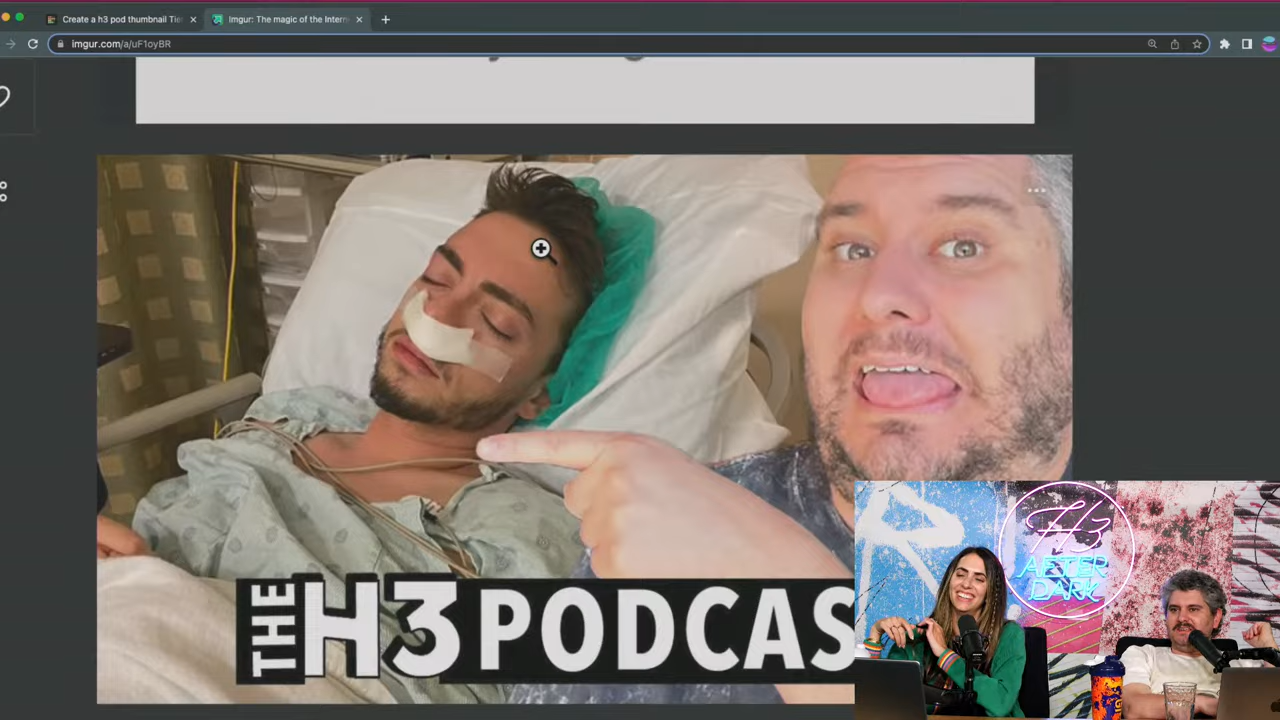 Create a h3 pod thumbnail Tie
Imgur: The magic of the Intern
imgur.com/a/uF1oyBR
THE H3 PODCAS
H3
AFTER
DARK